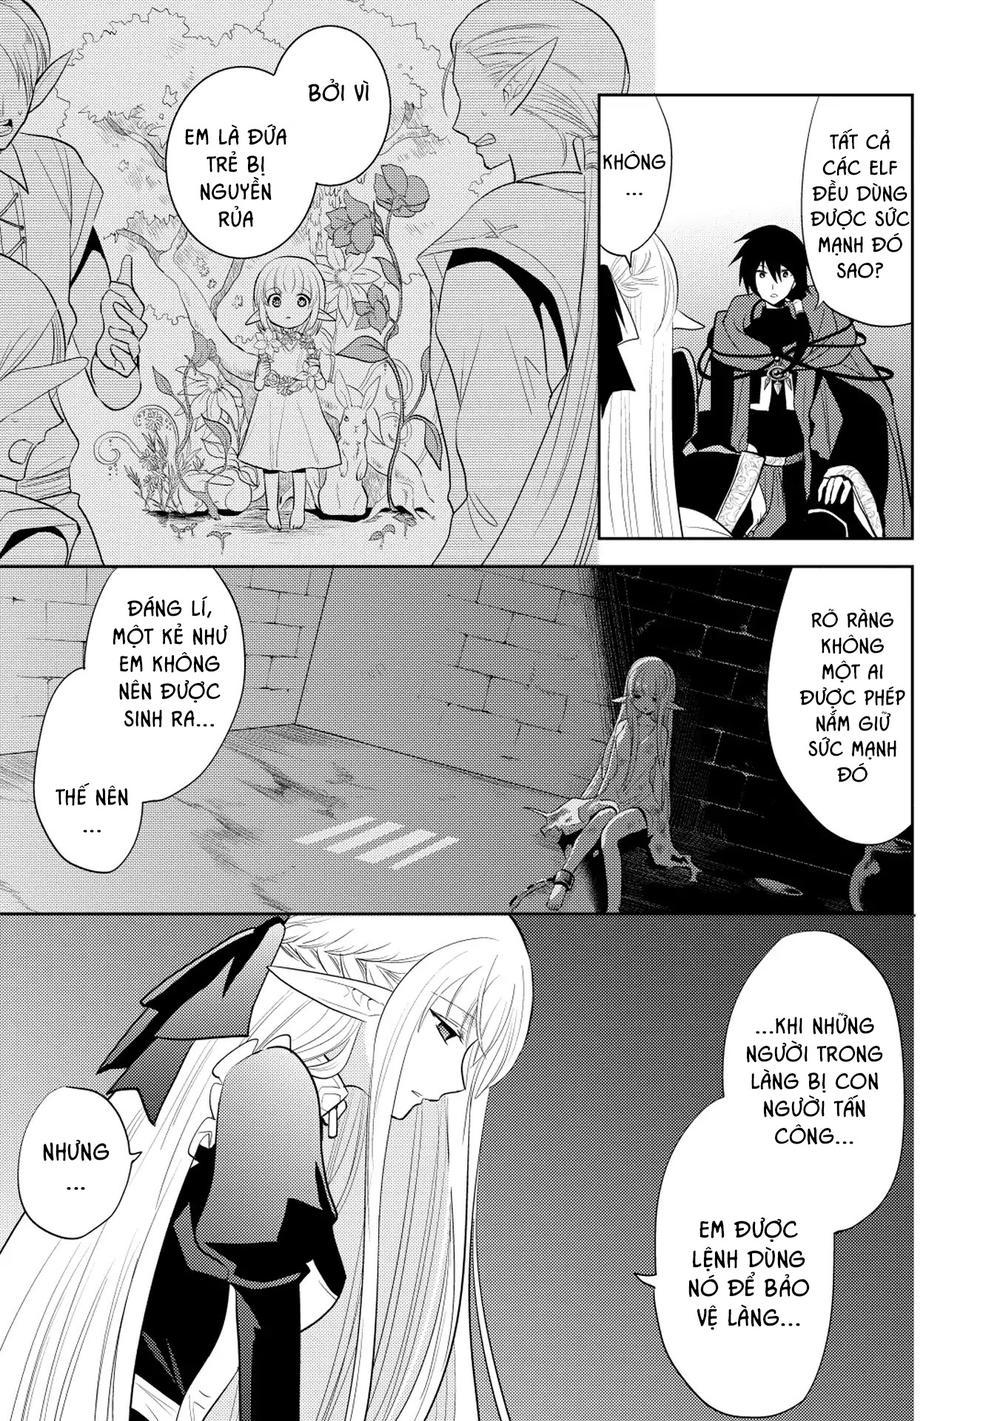 TẤT CẢ
CÁC ELF
ĐỀU DÙNG
ĐƯỢC SỨC
MẠNH ĐÓ
SAO?
KHÔNG
...
BỞI VÌ
EM LÀ ĐỨA
TRẺ BỊ
NGUYỀN
RỦA
RÕ RÀNG
KHÔNG
MỘT AI
ĐƯỢC PHÉP
NẮM GIỮ
SỨC MẠNH
ĐÓ
ĐÁNG LÍ,
MỘT KẺ NHƯ
EM KHÔNG
NÊN ĐƯỢC
SINH RA...
THẾ NÊN
...
...KHI NHỮNG
NGƯỜI TRONG
LÀNG BỊ CON
NGƯỜI TẤN
CÔNG...
EM ĐƯỢC
LỆNH DÙNG
NÓ ĐỂ BẢO
VỆ LÀNG...
NHƯNG
...